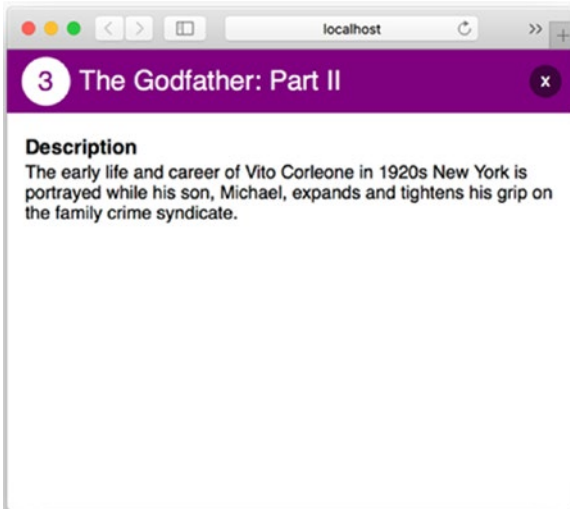 localhost
3 The Godfather: Part II x
Description
The early life and career of Vito Corleone in 1920s New York is
portrayed while his son, Michael, expands and tightens his grip on
the family crime syndicate.